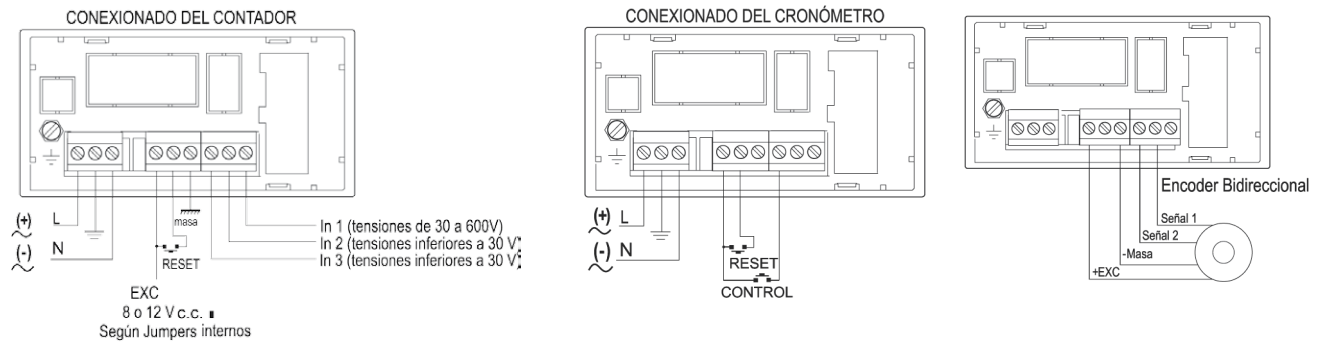 CONEXIONADO DEL CONTADOR
(+) L
(-) N
masa
RESET
In 1 (tensiones de 30 a 600V)
In 2 (tensiones inferiores a 30 V
In 3 (tensiones inferiores a 30 V
EXC
8 o 12 V c.c.
Según Jumpers internos
CONEXIONADO DEL CRONÓMETRO
(+) L
(-) N
RESET
CONTROL
Encoder Bidireccional
Señal 1
Señal 2
-Masa
+EXC